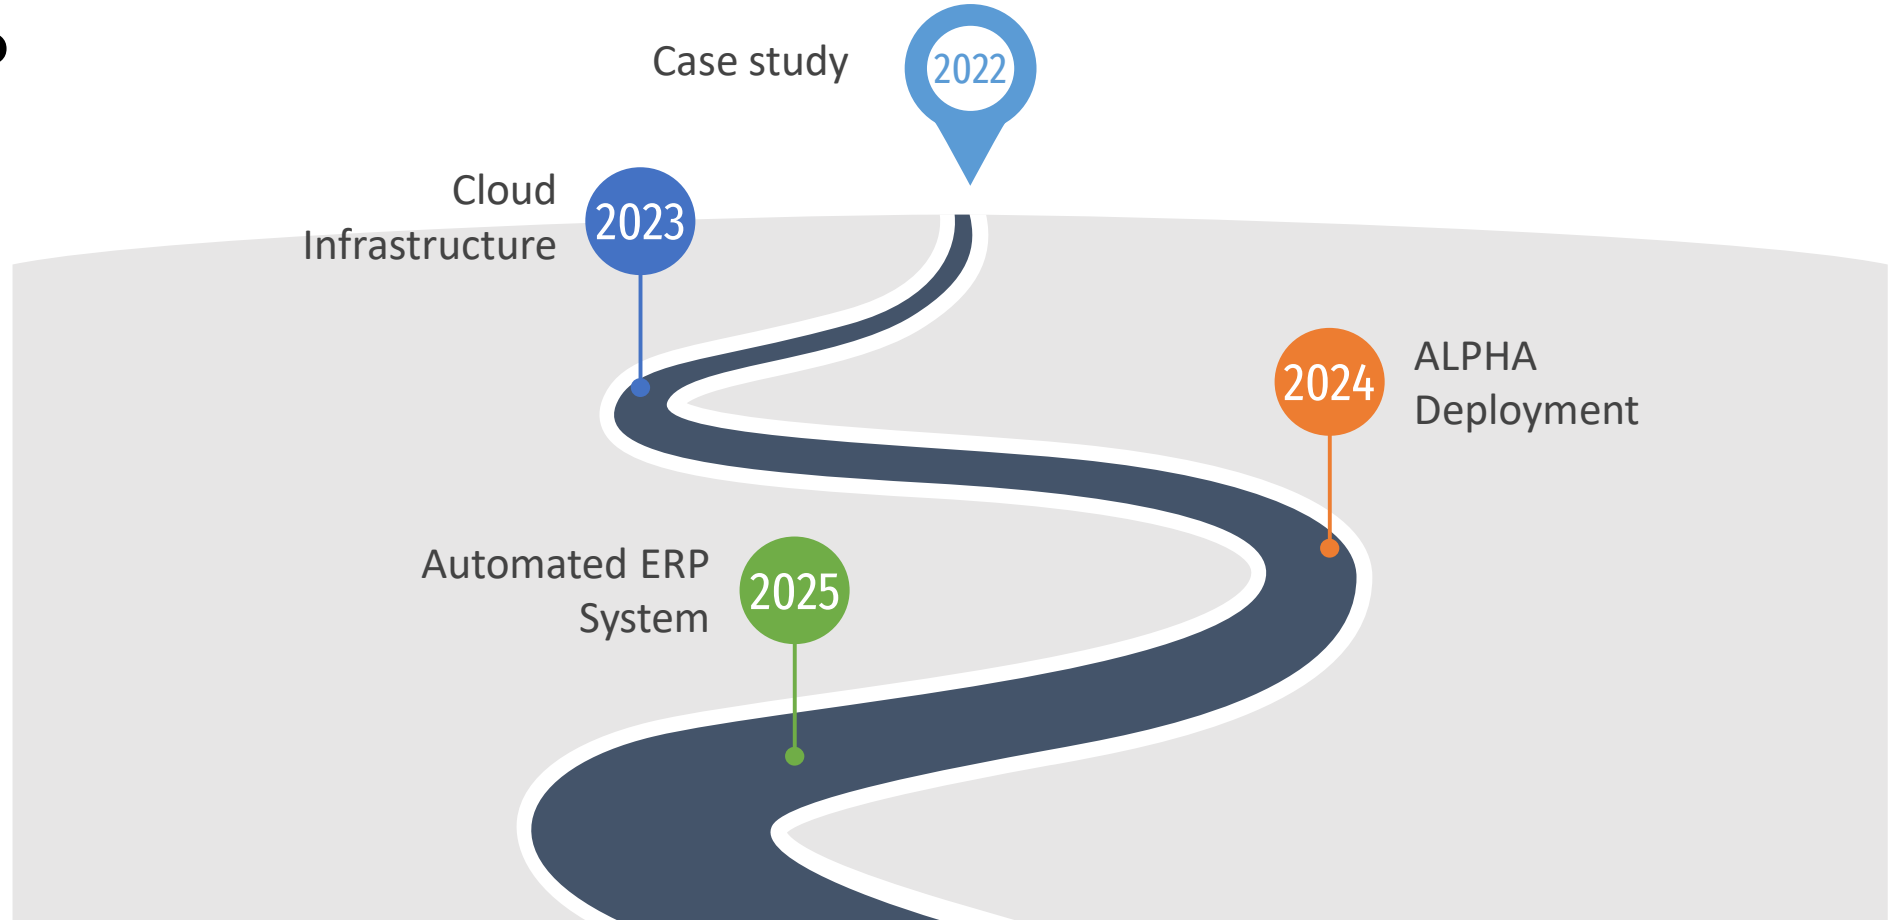 Case study
2022
Cloud
Infrastructure
2023
2024
ALPHA
Deployment
Automated ERP
System
2025